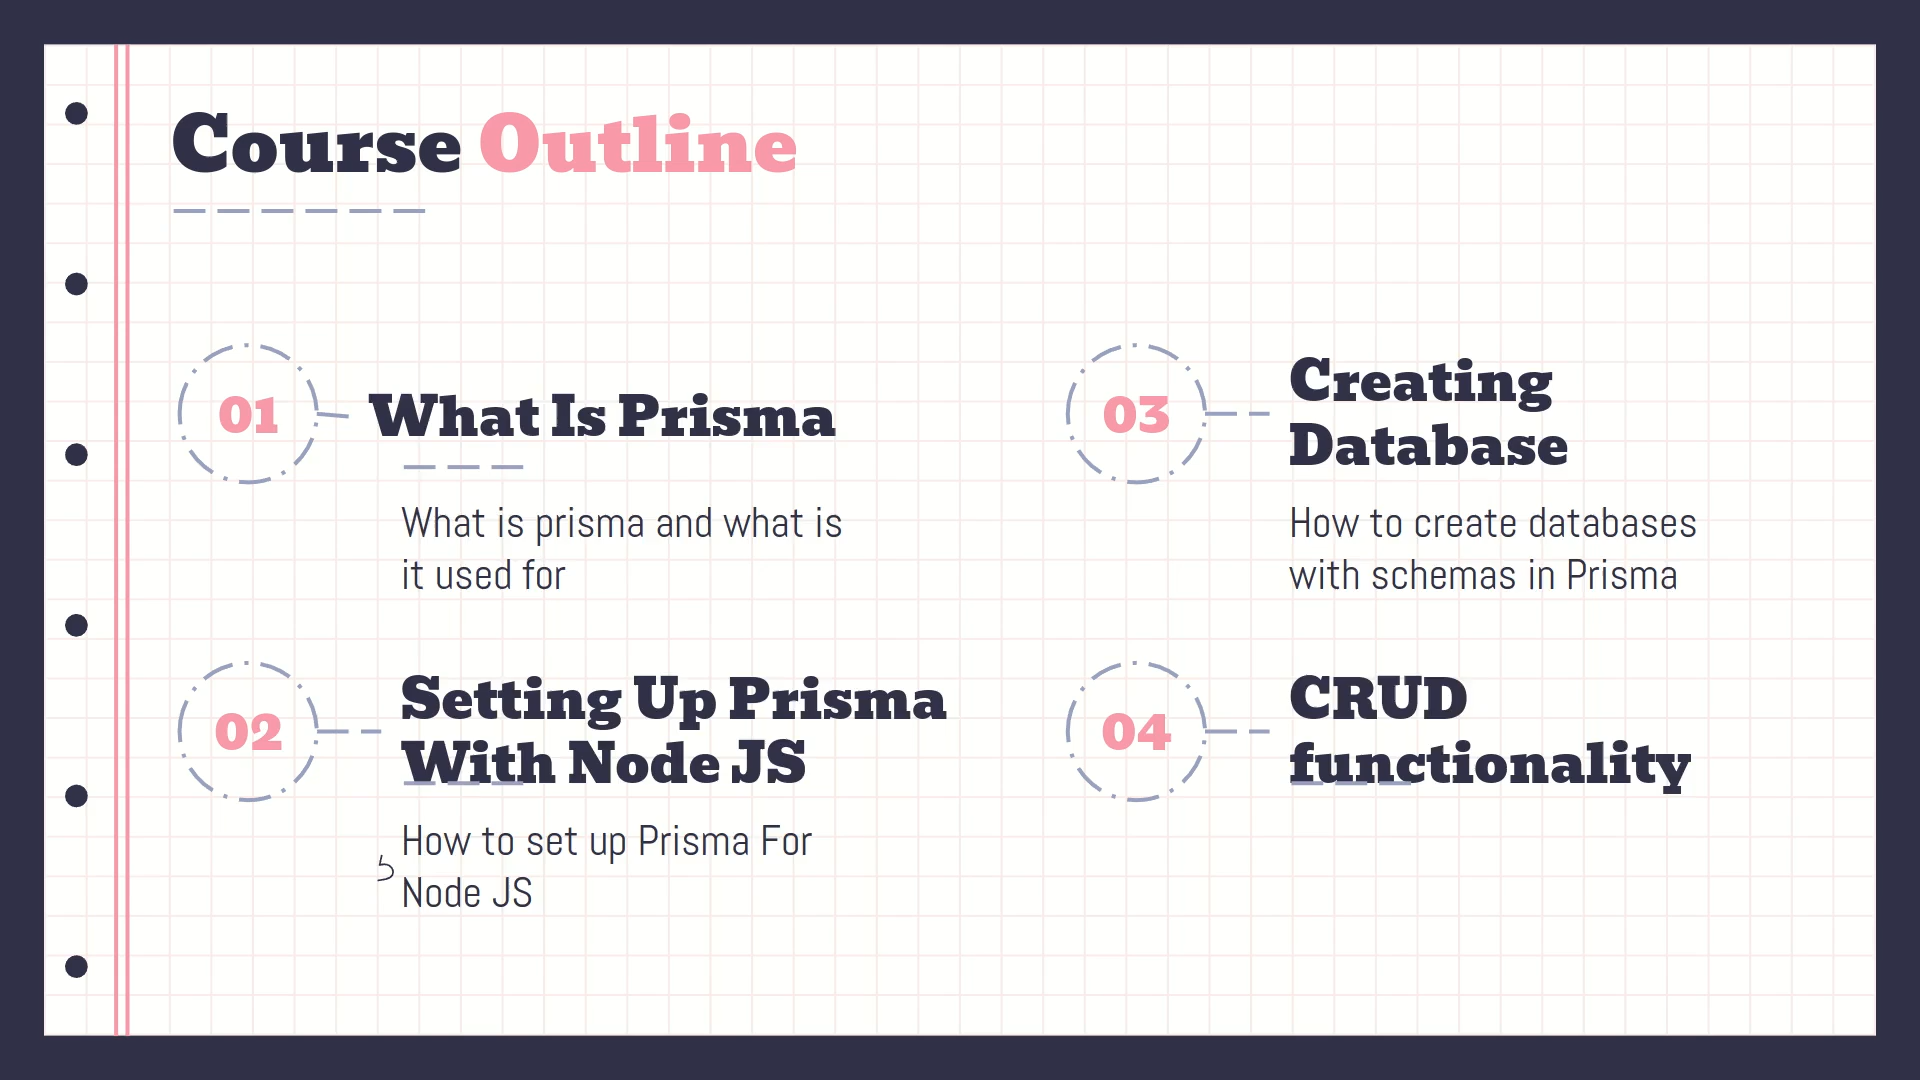 Course Outline
01
What Is Prisma
What is prisma and what is
it used for
02
Setting Up Prisma
With Node JS
How to set up Prisma For
Node JS
03
Creating
Database
How to create databases
with schemas in Prisma
04
CRUD
functionality